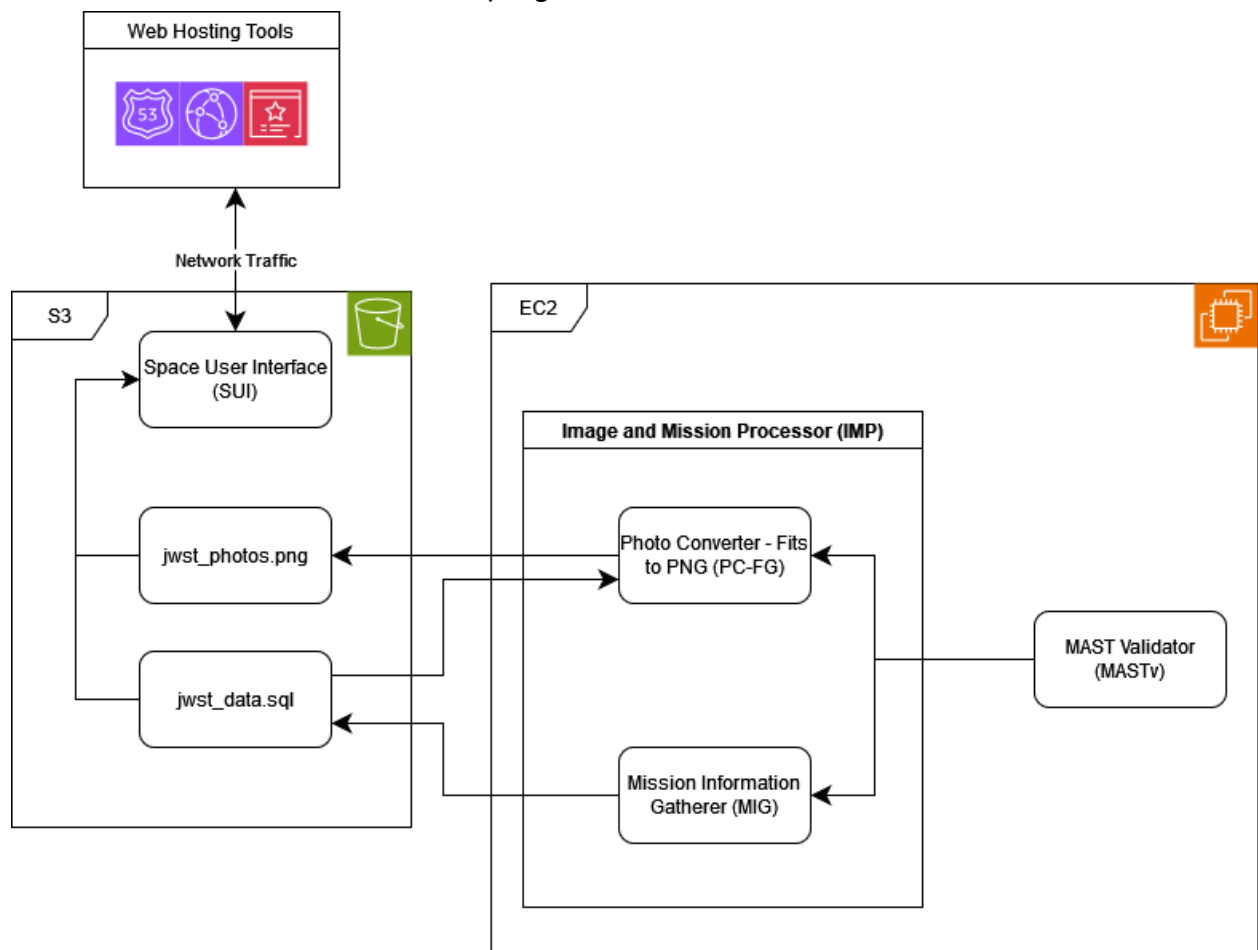 Web Hosting Tools
53
Network Traffic
S3
EC2
Space User Interface
(SUI)
Image and Mission Processor (IMP)
jwst_photos.png
Photo Converter - Fits
to PNG (PC-FG)
MAST Validator
(MASTv)
jwst_data.sql
Mission Information
Gatherer (MIG)